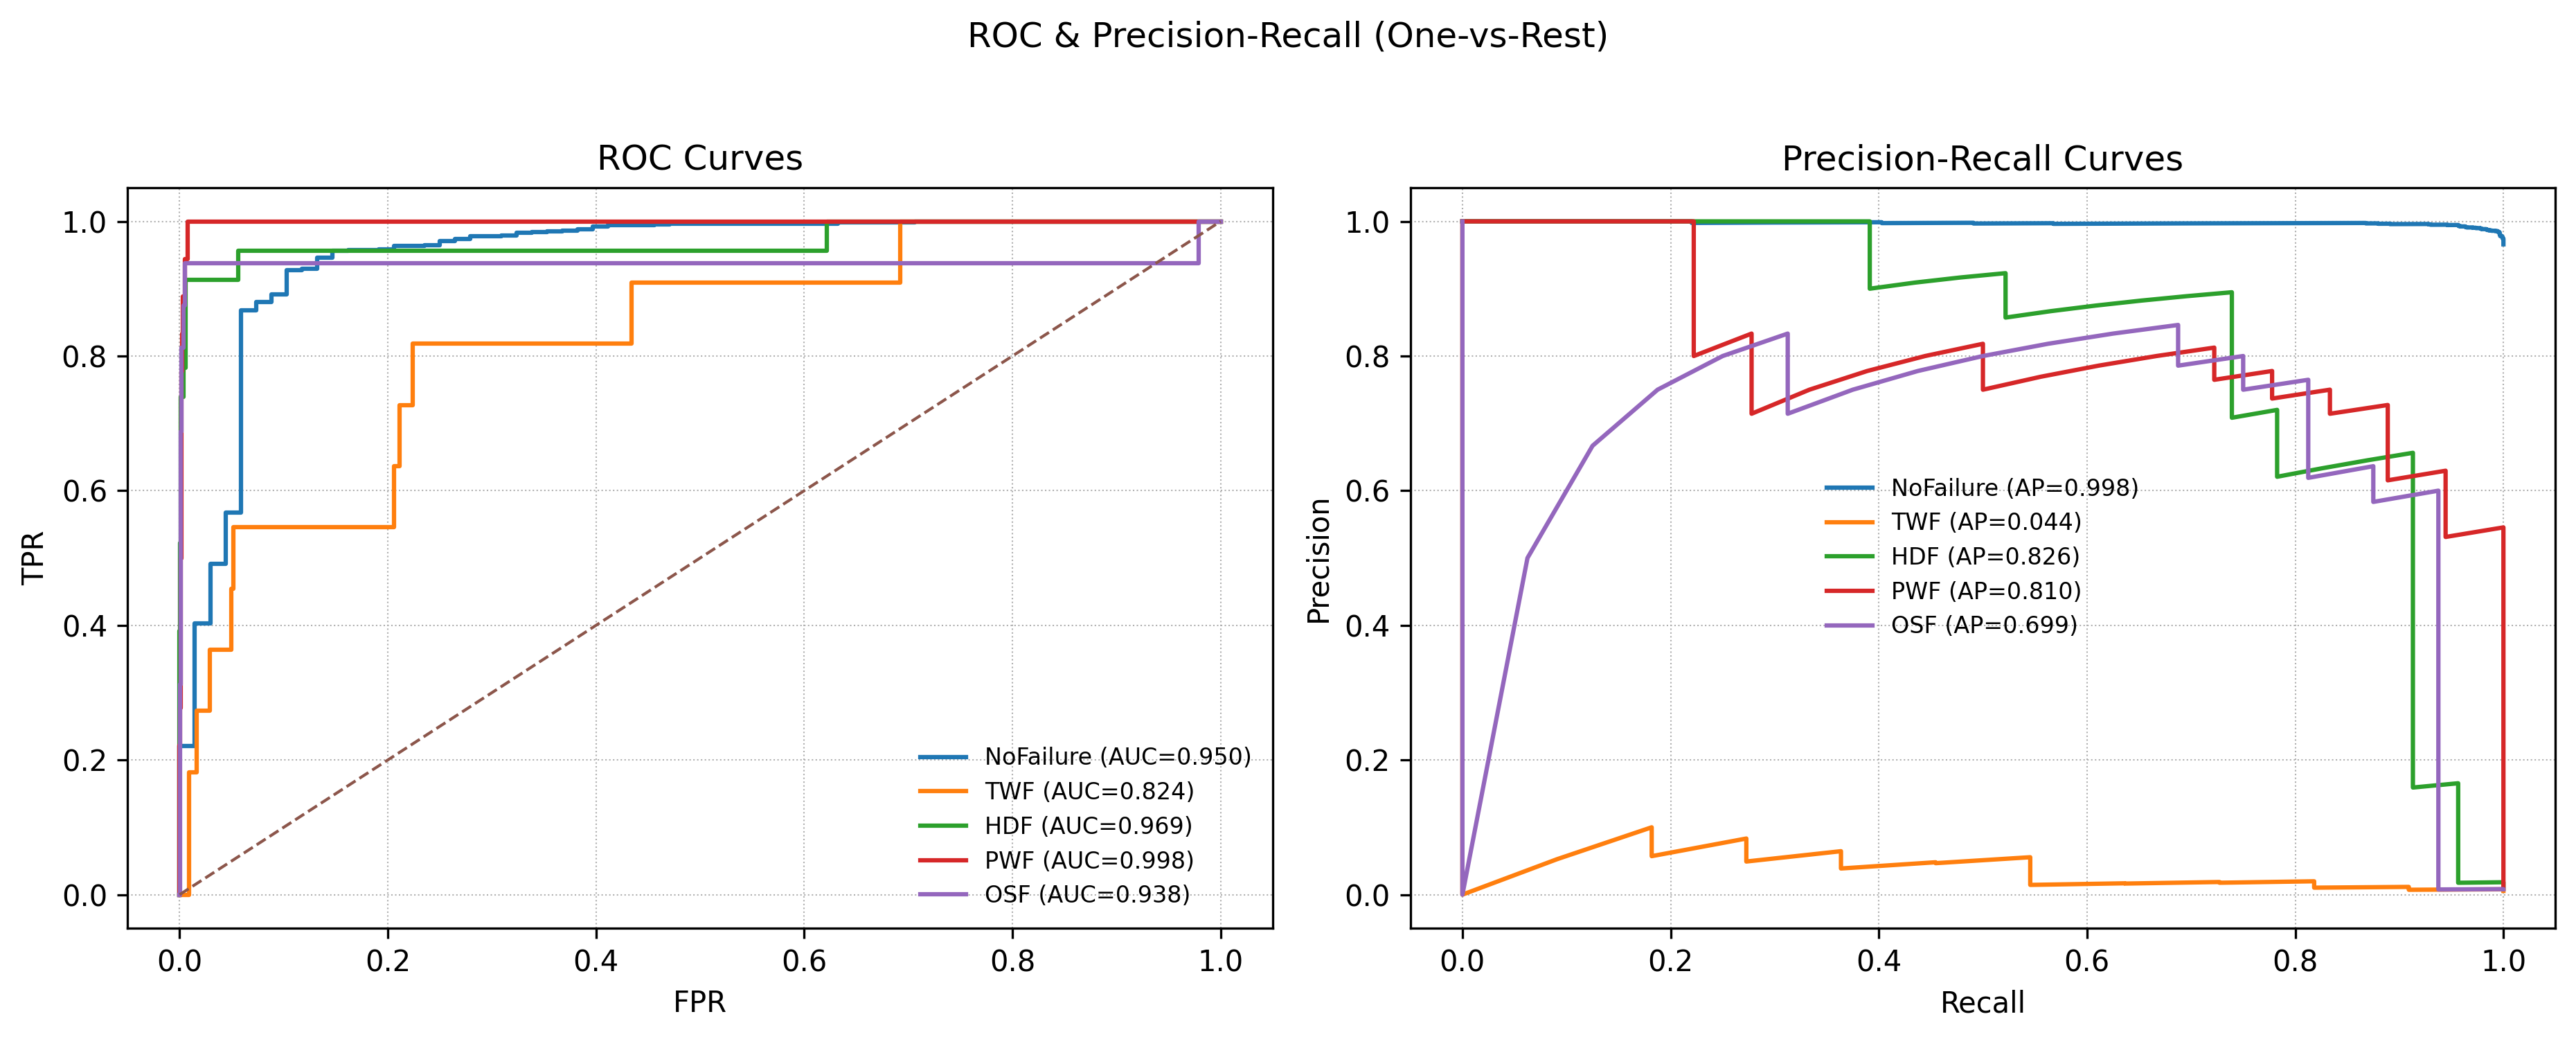 ROC & Precision-Recall (One-vs-Rest)
ROC Curves
TPR
1.0
0.8
0.6
0.4
0.2
0.0
NoFailure (AUC=0.950)
TWF (AUC=0.824)
HDF (AUC=0.969)
PWF (AUC=0.998)
OSF (AUC=0.938)
0.0 0.2 0.4 0.6 0.8 1.0
FPR
Precision-Recall Curves
Precision
1.0
0.8
0.6
0.4
0.2
0.0
NoFailure (AP=0.998)
TWF (AP=0.044)
HDF (AP=0.826)
PWF (AP=0.810)
OSF (AP=0.699)
0.0 0.2 0.4 0.6 0.8 1.0
Recall